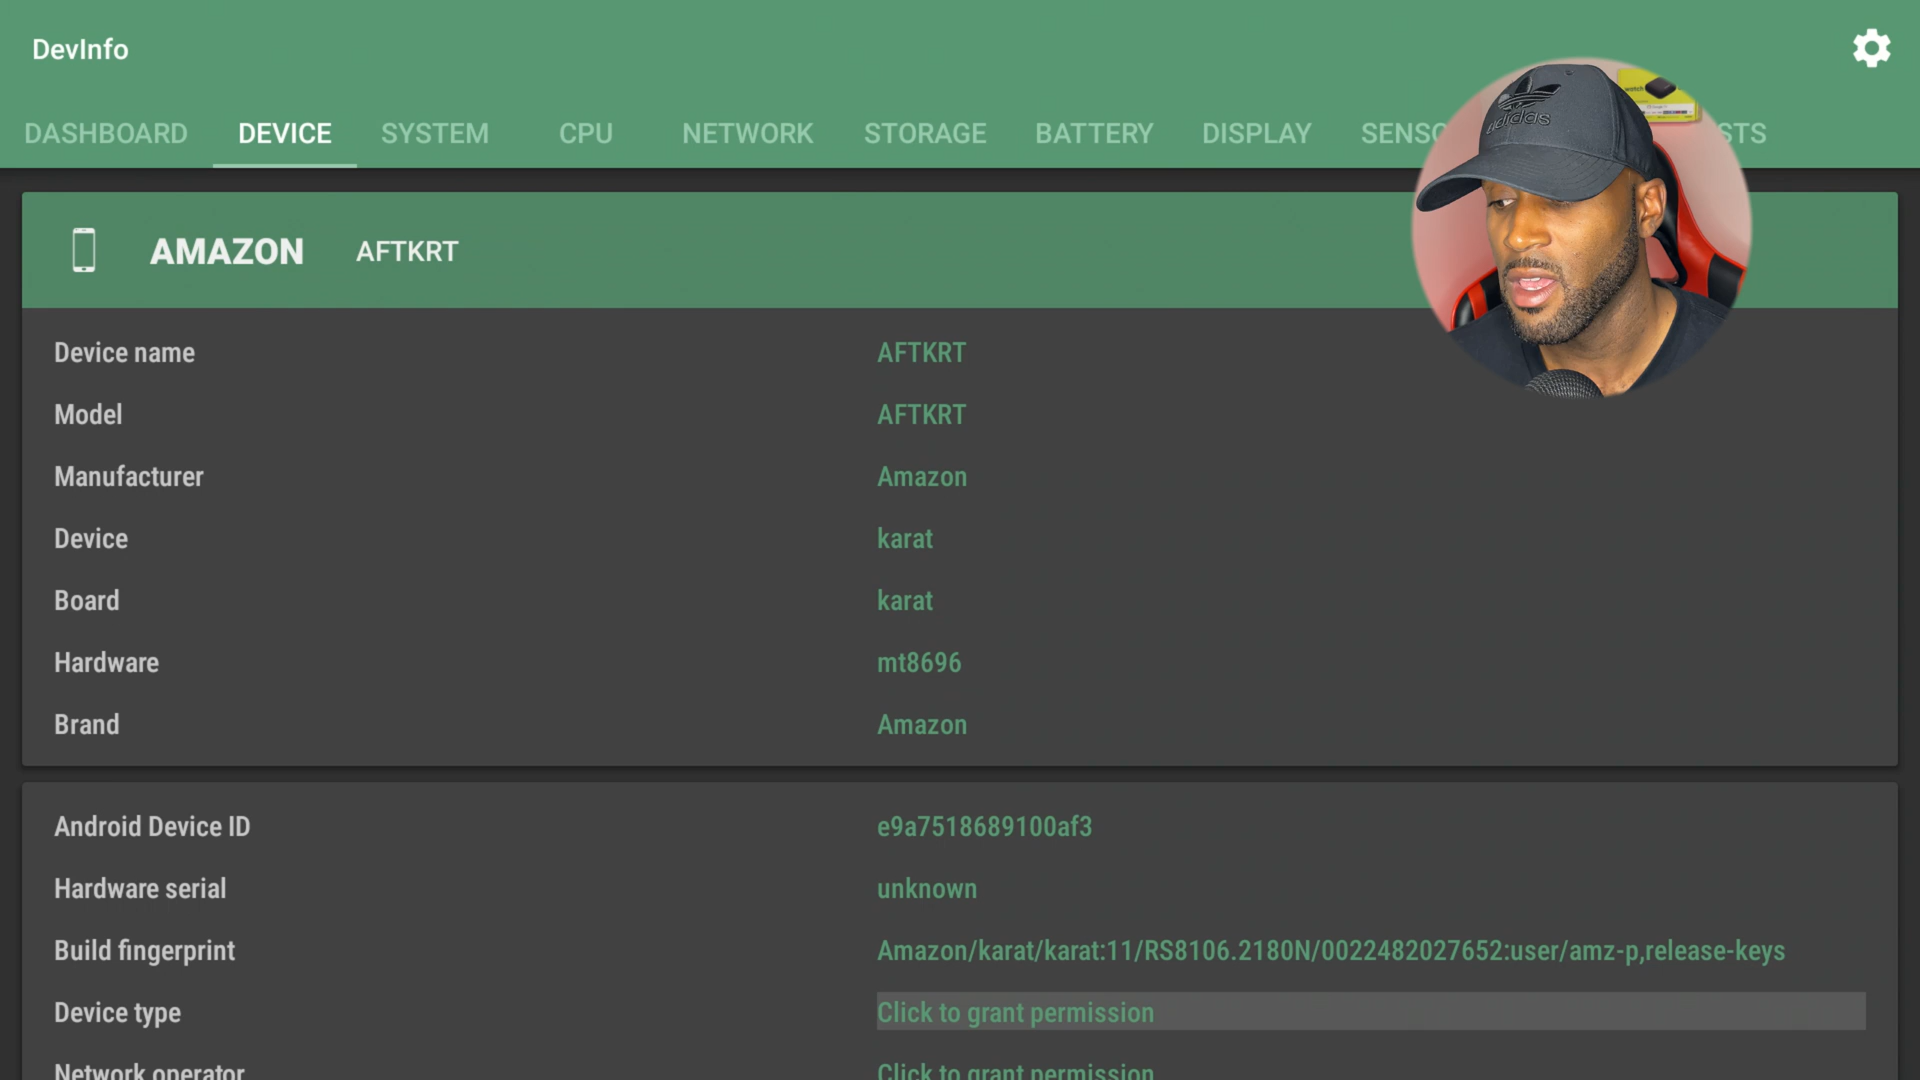 DevInfo
DASHBOARD DEVICE SYSTEM CPU NETWORK STORAGE BATTERY DISPLAY SENSO STS
adidas
AMAZON AFTKRT
Device name AFTKRT
Model AFTKRT
Manufacturer Amazon
Device karat
Board karat
Hardware mt8696
Brand Amazon
Android Device ID e9a7518689100af3
Hardware serial unknown
Build fingerprint Amazon/karat/karat:11/RS8106.2180N/0022482027652:user/amz-p,release-keys
Device type Click to grant permission
Network operator Click to grant permission